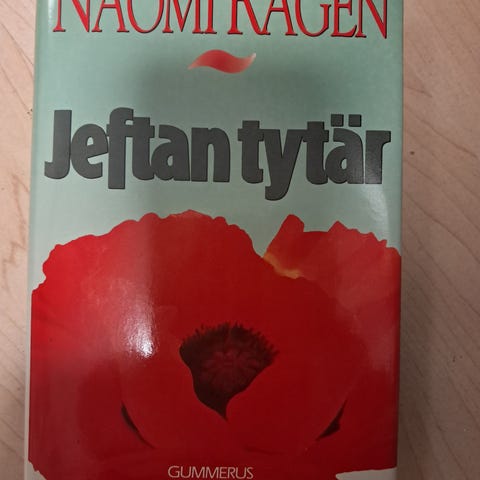 NAOMI RAGEN
Jeftan tytär
GUMMERUS